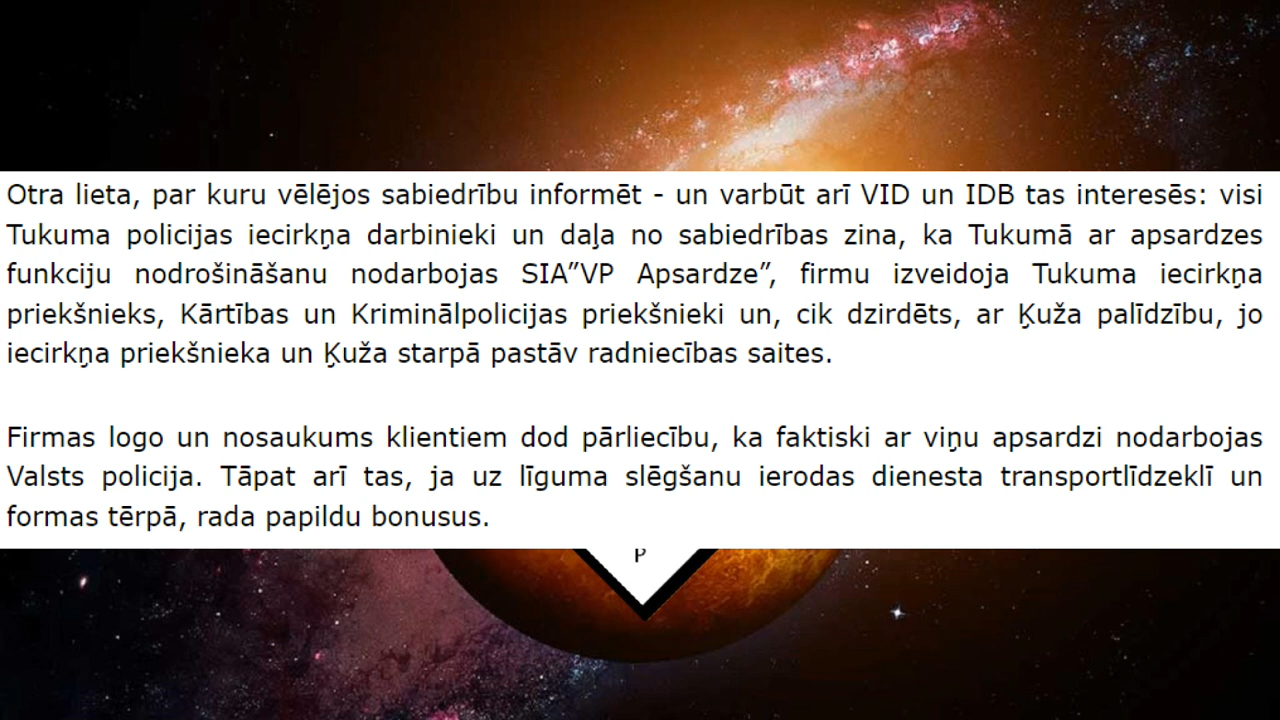 Otra lieta, par kuru vēlējos sabiedrību informēt - un varbūt arī VID un IDB tas interesēs: visi
Tukuma policijas iecirkņa darbinieki un daļa no sabiedrības zina, ka Tukumā ar apsardzes
funkciju nodrošināšanu nodarbojas SIA”VP Apsardze”, firmu izveidoja Tukuma iecirkņa
priekšnieks, Kārtības un Kriminālpolicijas priekšnieki un, cik dzirdēts, ar Ķuža palīdzību, jo
iecirkņa priekšnieka un Ķuža starpā pastāv radniecības saites.
Firmas logo un nosaukums klientiem dod pārliecību, ka faktiski ar viņu apsardzi nodarbojas
Valsts policija. Tāpat arī tas, ja uz līguma slēgšanu ierodas dienesta transportlīdzeklī un
formas tērpā, rada papildu bonusus.
P